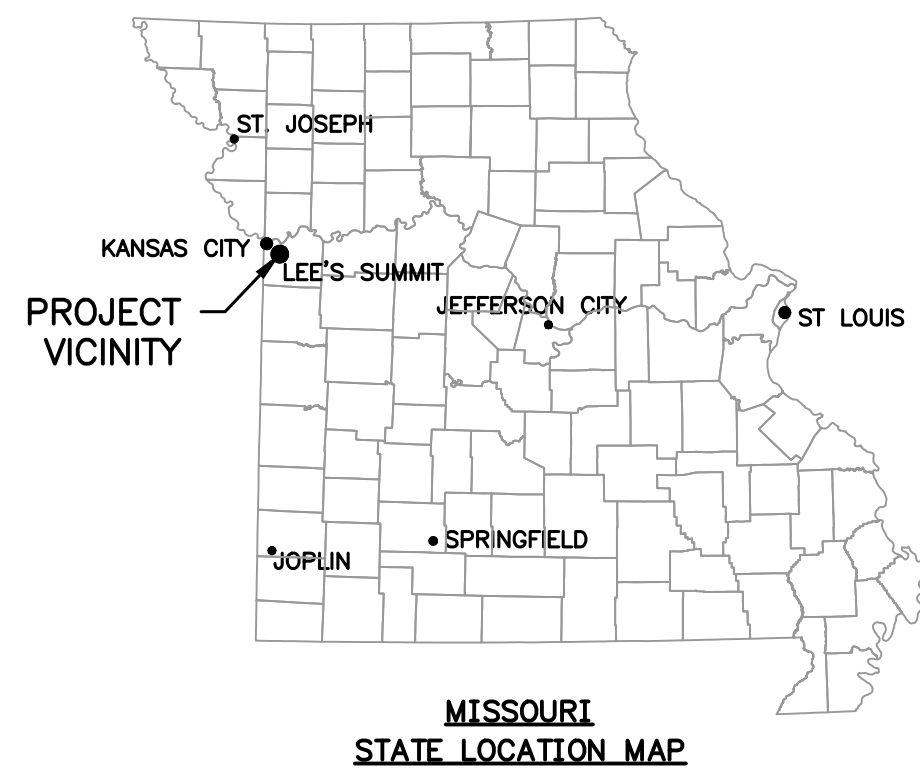 ST. JOSEPH
KANSAS CITY
LEE'S SUMMIT
PROJECT
VICINITY
JEFFERSON CITY
ST LOUIS
SPRINGFIELD
JOPLIN
MISSOURI
STATE LOCATION MAP